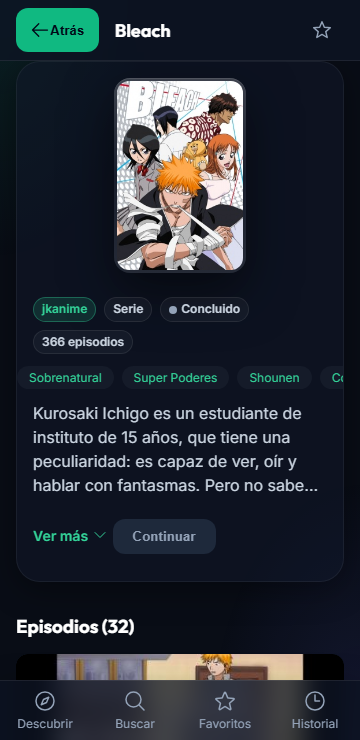 Atrás
Bleach
BLEACH
jkanime
Serie
Concluido
366 episodios
Sobrenatural
Super Poderes
Shounen
Kurosaki Ichigo es un estudiante de
instituto de 15 años, que tiene una
peculiaridad: es capaz de ver, oír y
hablar con fantasmas. Pero no sabe...
Ver más
Continuar
Episodios (32)
Descubrir
Buscar
Favoritos
Historial